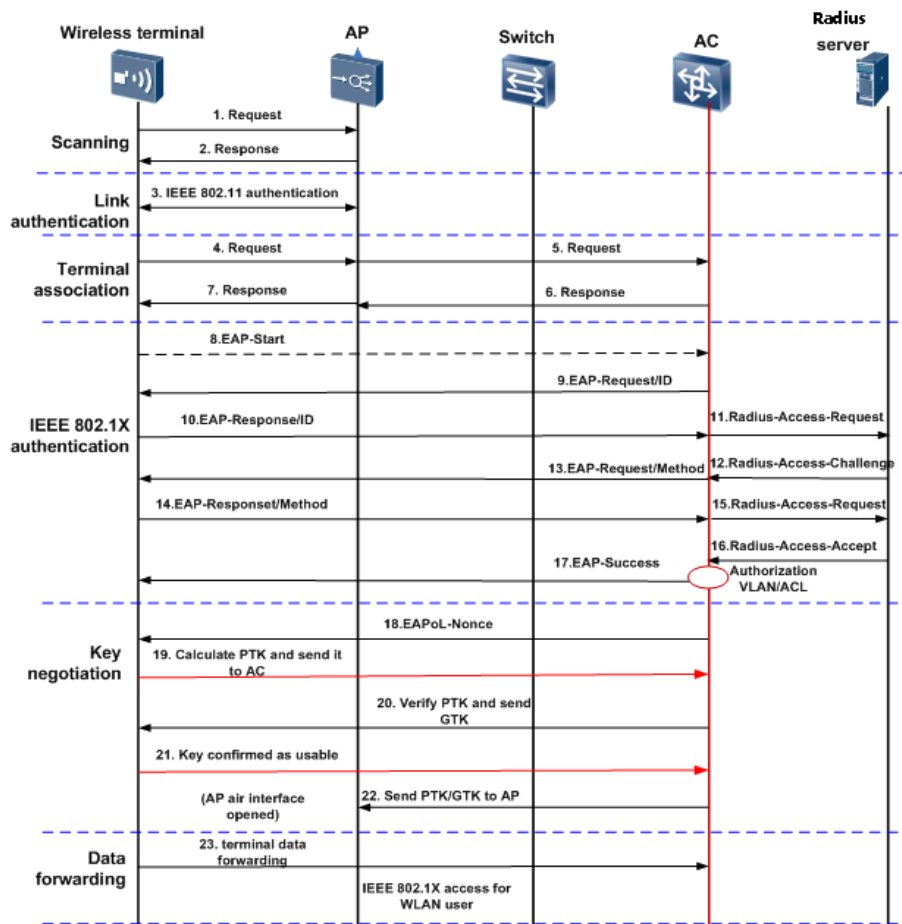 Wireless terminal
AP
Switch
AC
Radius
server
1. Request
Scanning
2. Response
3. IEEE 802.11 authentication
Link
authentication
4. Request
5. Request
Terminal
association
7. Response
6. Response
8.EAP-Start
9.EAP-Request/ID
IEEE 802.1X
authentication
10.EAP-Response/ID
11.Radius-Access-Request
12.Radius-Access-Challenge
13.EAP-Request/Method
14.EAP-Responset/Method
15.Radius-Access-Request
16.Radius-Access-Accept
17.EAP-Success
Authorization
VLAN/ACL
18.EAPoL-Nonce
Key
negotiation
19. Calculate PTK and send it
to AC
20. Verify PTK and send
GTK
21. Key confirmed as usable
(AP air interface
opened)
22. Send PTK/GTK to AP
Data
forwarding
23. terminal data
forwarding
IEEE 802.1X access for
WLAN user